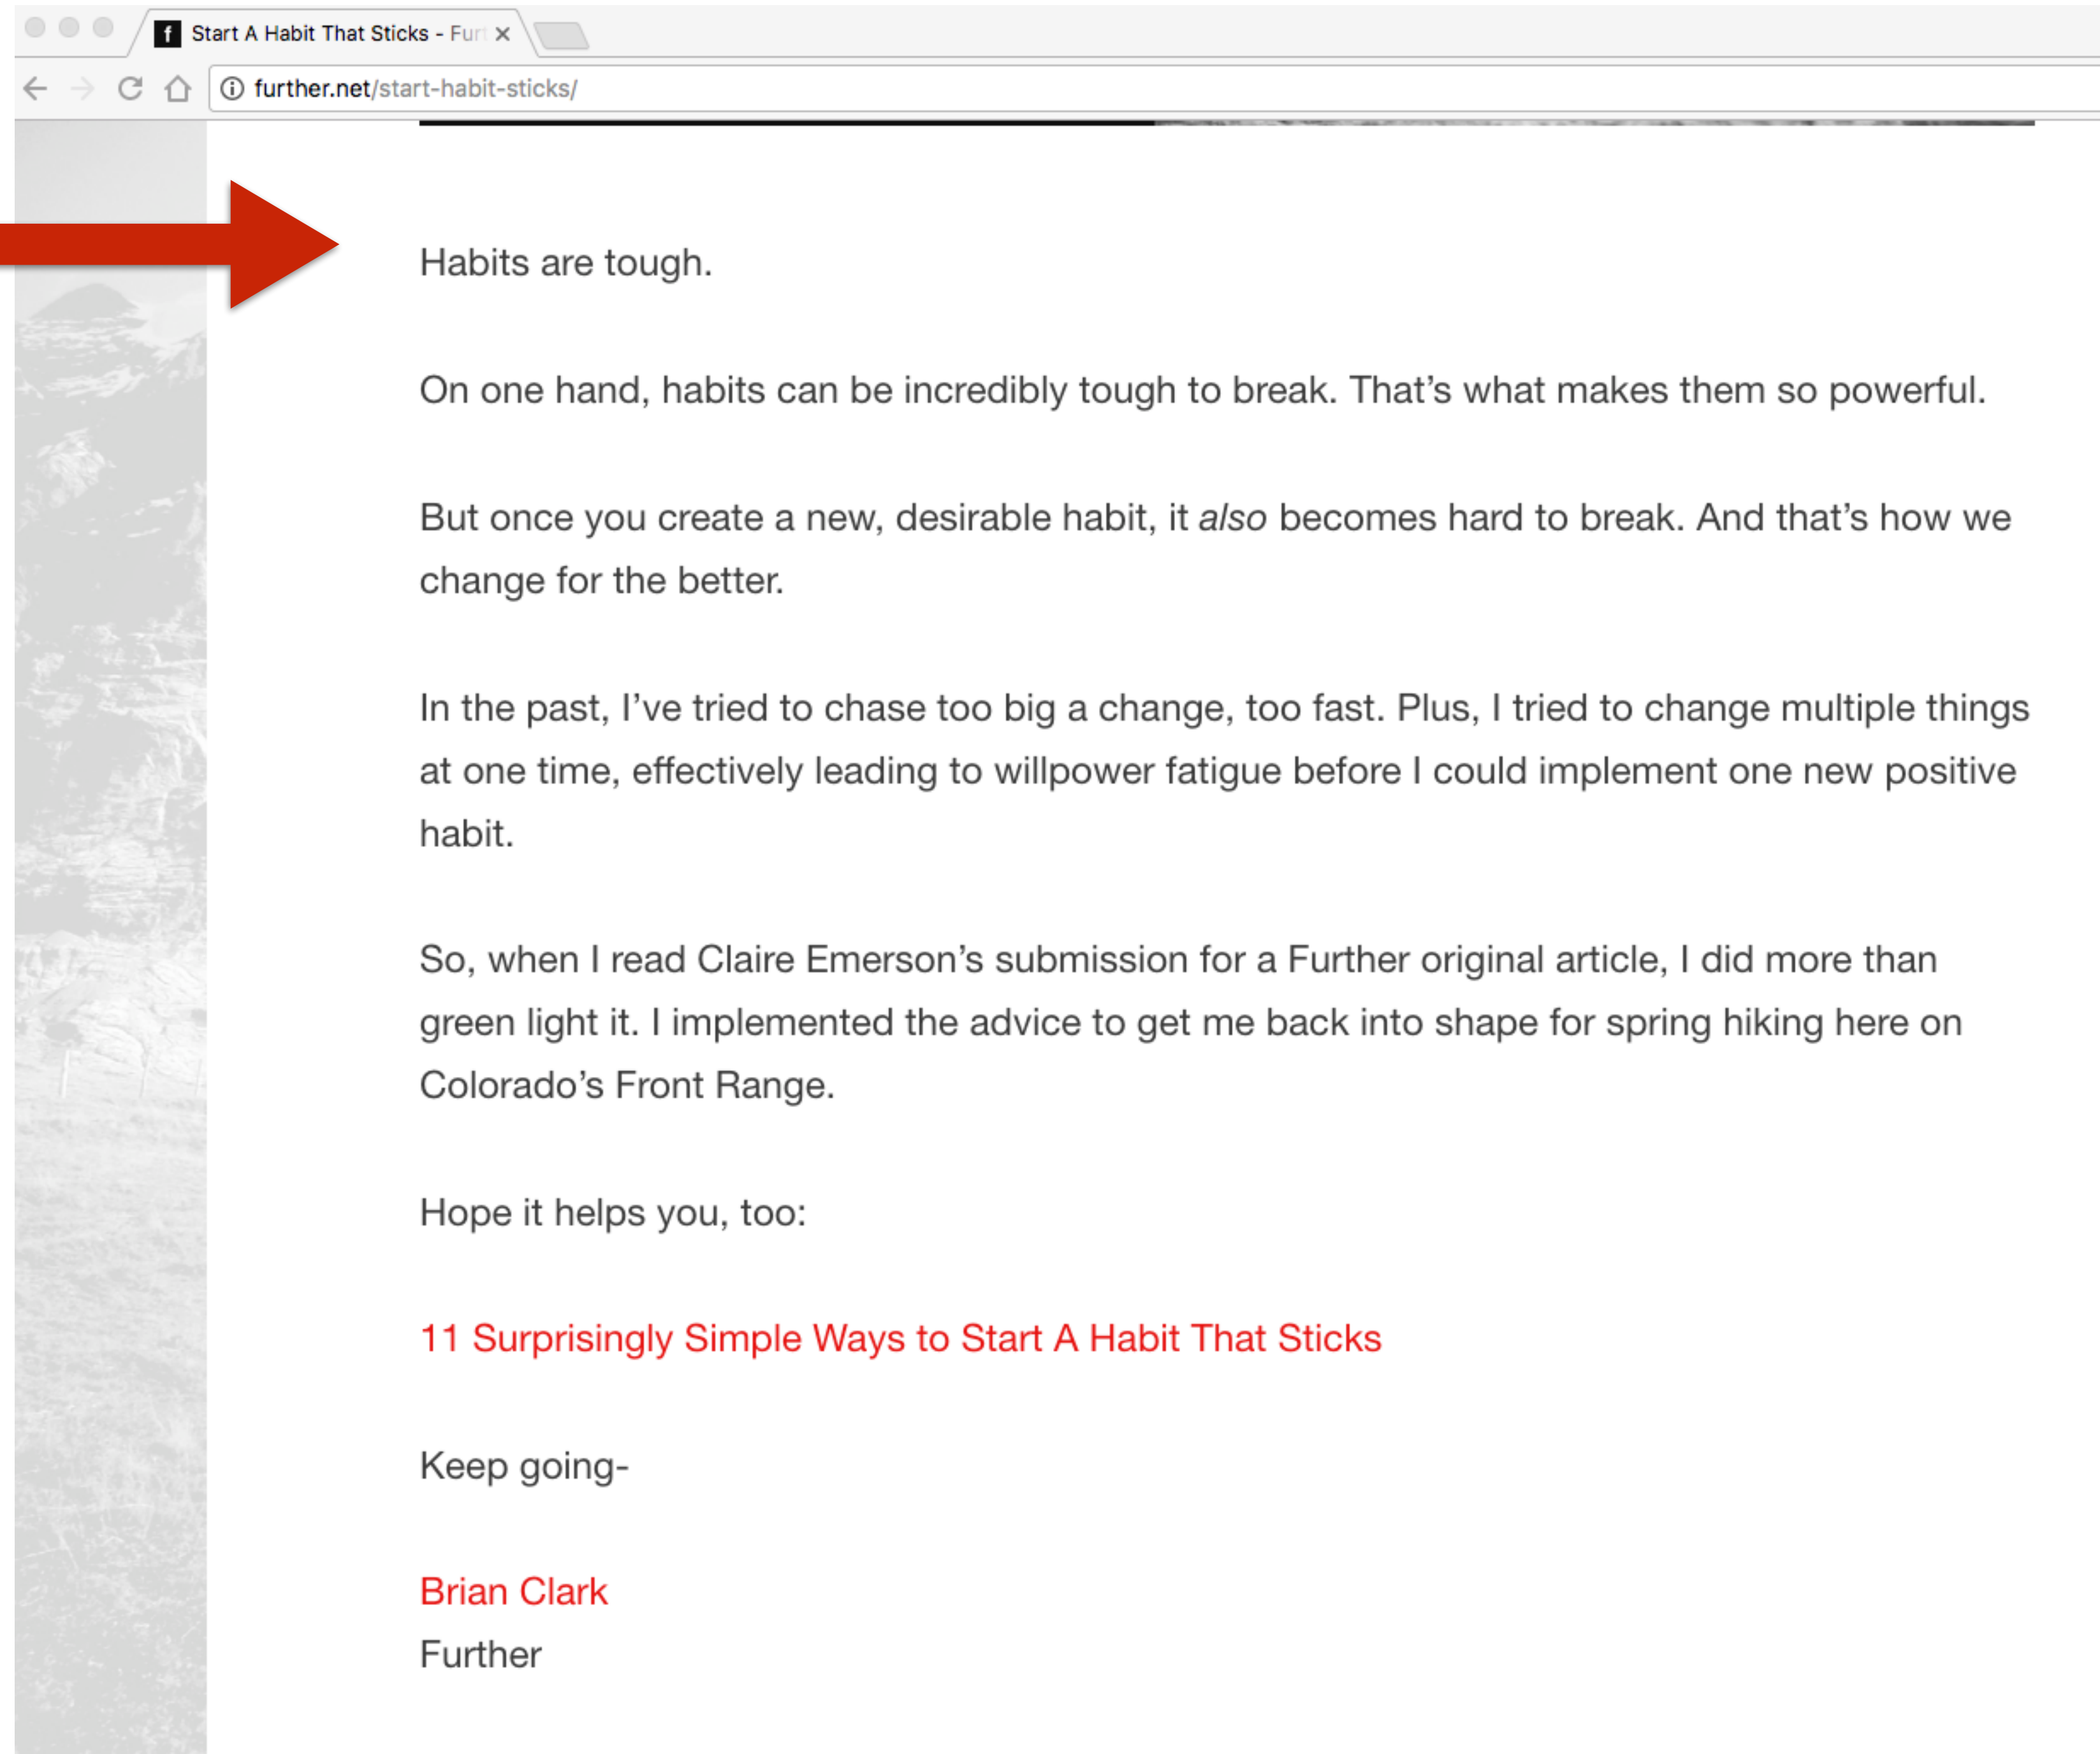 Start A Habit That Sticks - Furt
further.net/start-habit-sticks/
Habits are tough.
On one hand, habits can be incredibly tough to break. That's what makes them so powerful.
But once you create a new, desirable habit, it also becomes hard to break. And that's how we
change for the better.
In the past, I've tried to chase too big a change, too fast. Plus, I tried to change multiple things
at one time, effectively leading to willpower fatigue before I could implement one new positive
habit.
So, when I read Claire Emerson's submission for a Further original article, I did more than
green light it. I implemented the advice to get me back into shape for spring hiking here on
Colorado's Front Range.
Hope it helps you, too:
11 Surprisingly Simple Ways to Start A Habit That Sticks
Keep going-
Brian Clark
Further